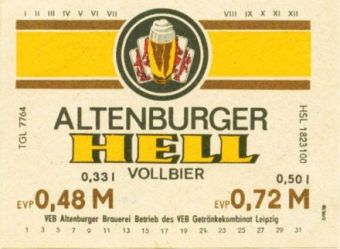 I II III IV V VI VII VIII IX X XI XII
TGL 7764
HSL 1823100
ALTENBURGER
HELL
0,33 l VOLLBIER 0,50 l
EVP 0,48 M EVP 0,72 M
VEB Altenburger Brauerei Betrieb des VEB Getränkekombinat Leipzig
1 3 5 7 9 11 13 15 17 19 21 23 25 27 29 31